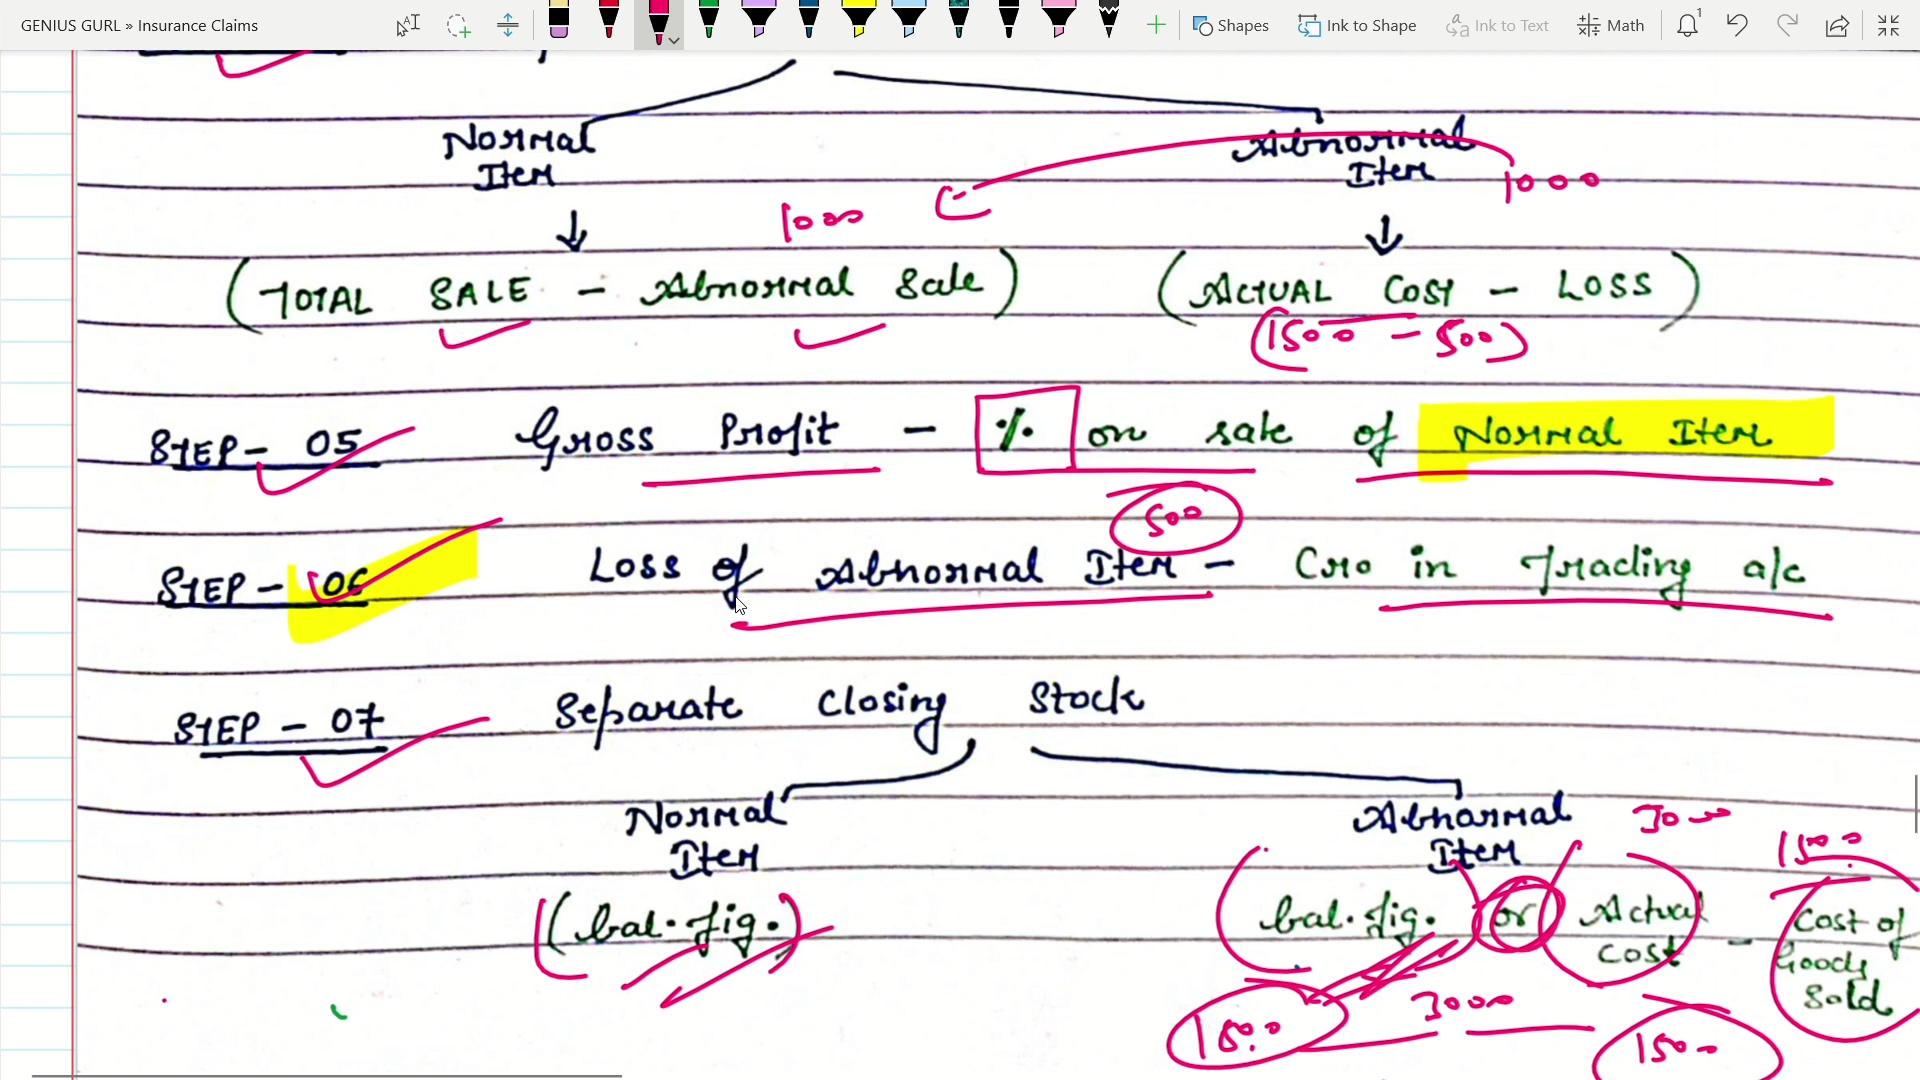 GENIUS GURL » Insurance Claims
Shapes
Ink to Shape
Ink to Text
Math
1
Normal Item
Abnormal Item
1000
1000
(TOTAL SALE - Abnormal Sale)
(ACTUAL COST - LOSS)
(1500 - 500)
STEP - 05 Gross Profit - % on sale of Normal Item
500
STEP - 06 Loss of Abnormal Item - Cr. in Trading a/c
STEP - 07 Separate Closing Stock
Normal Item
Abnormal Item
3000
1500
(bal. fig.)
bal. fig. or Actual Cost - Cost of Goods Sold
1500
3000
1500